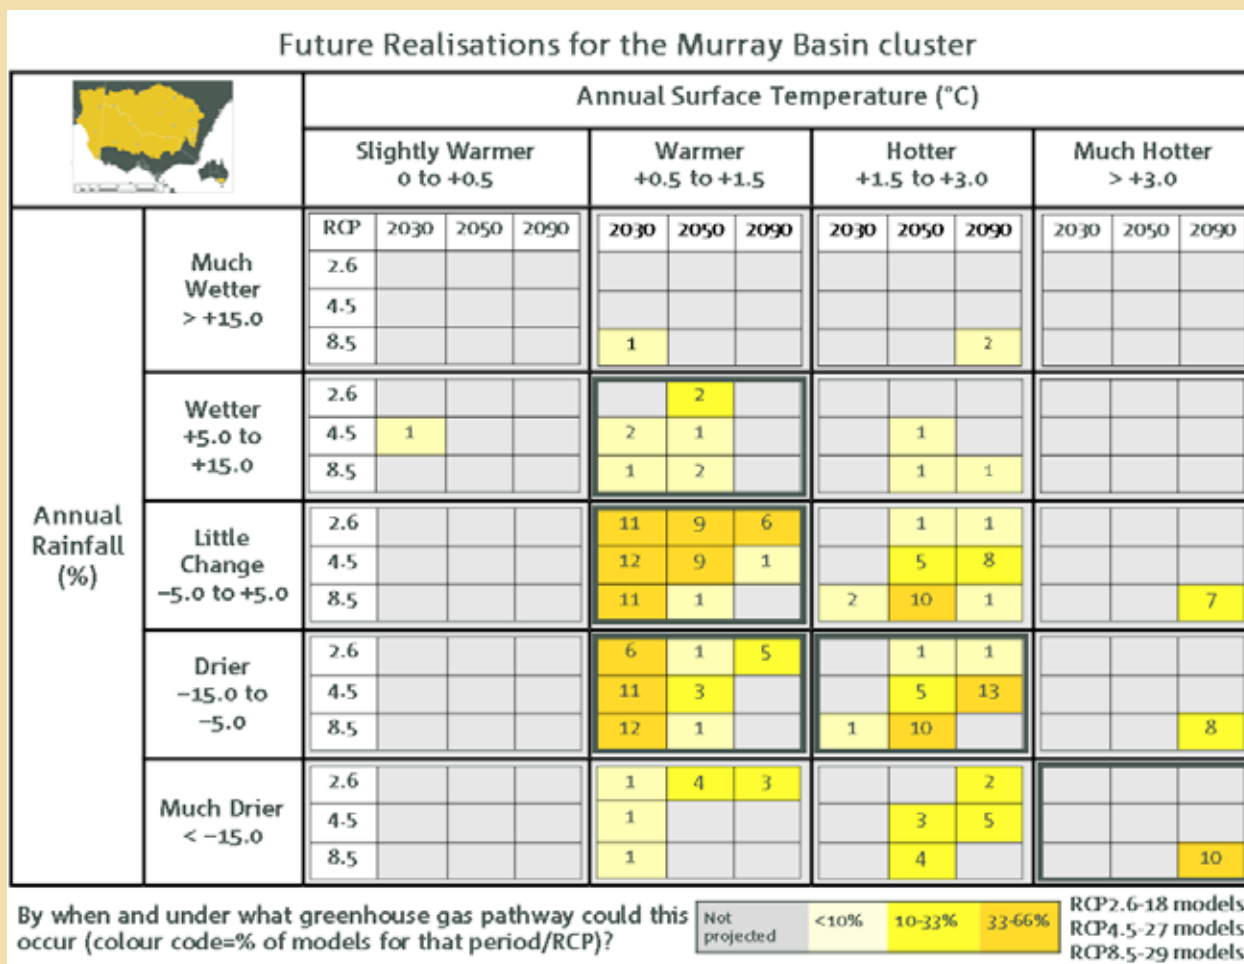 Future Realisations for the Murray Basin cluster
Annual Surface Temperature (°C)
Slightly Warmer
0 to +0.5
Warmer
+0.5 to +1.5
Hotter
+1.5 to +3.0
Much Hotter
> +3.0
Annual
Rainfall
(%)
RCP 2030 2050 2090 2030 2050 2090 2030 2050 2090 2030 2050 2090
Much
Wetter
> +15.0
2.6
4.5
8.5 1 2
Wetter
+5.0 to
+15.0
2.6 2
4.5 1 2 1 1
8.5 1 2 1 1
Little
Change
−5.0 to +5.0
2.6 11 9 6 1 1
4.5 12 9 1 5 8
8.5 11 1 2 10 1 7
Drier
−15.0 to
−5.0
2.6 6 1 5 1 1
4.5 11 3 5 13
8.5 12 1 1 10 8
Much Drier
< −15.0
2.6 1 4 3 2
4.5 1 3 5
8.5 1 4 10
By when and under what greenhouse gas pathway could this
occur (colour code=% of models for that period/RCP)?
Not
projected
<10%
10-33%
33-66%
RCP2.6-18 models
RCP4.5-27 models
RCP8.5-29 models